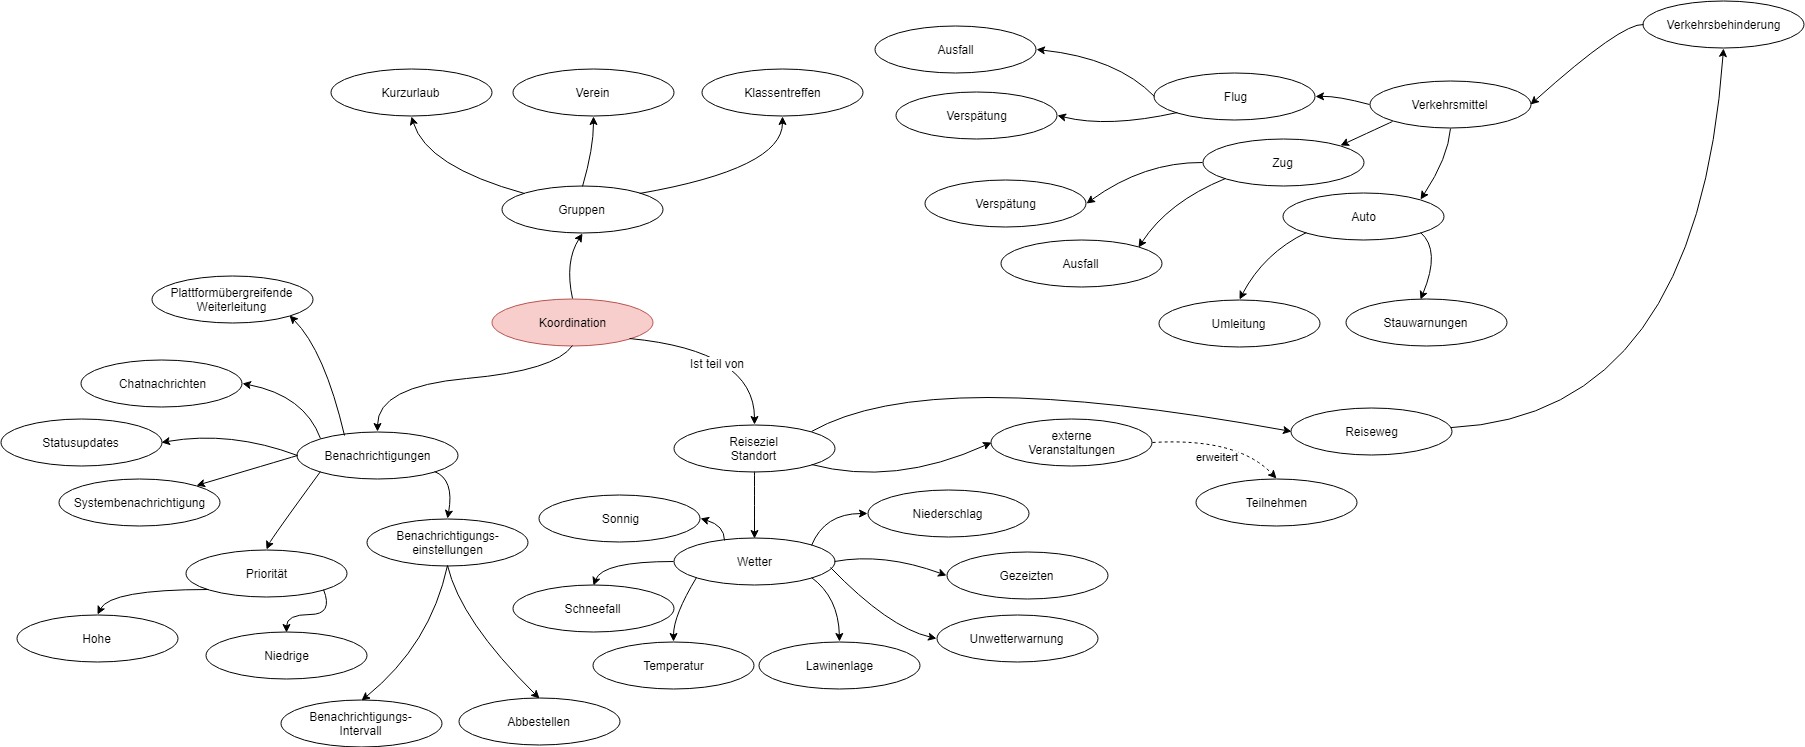 Verkehrsbehinderung
Ausfall
Kurzurlaub
Verein
Klassentreffen
Flug
Verkehrsmittel
Verspätung
Zug
Verspätung
Gruppen
Auto
Ausfall
Plattformübergreifende
Weiterleitung
Koordination
Umleitung
Stauwarnungen
Ist teil von
Chatnachrichten
Statusupdates
Benachrichtigungen
Reiseziel
Standort
externe
Veranstaltungen
Reiseweg
erweitert
Systembenachrichtigung
Teilnehmen
Sonnig
Niederschlag
Benachrichtigungs-
einstellungen
Wetter
Priorität
Gezeizten
Schneefall
Hohe
Niedrige
Unwetterwarnung
Temperatur
Lawinenlage
Benachrichtigungs-
Intervall
Abbestellen